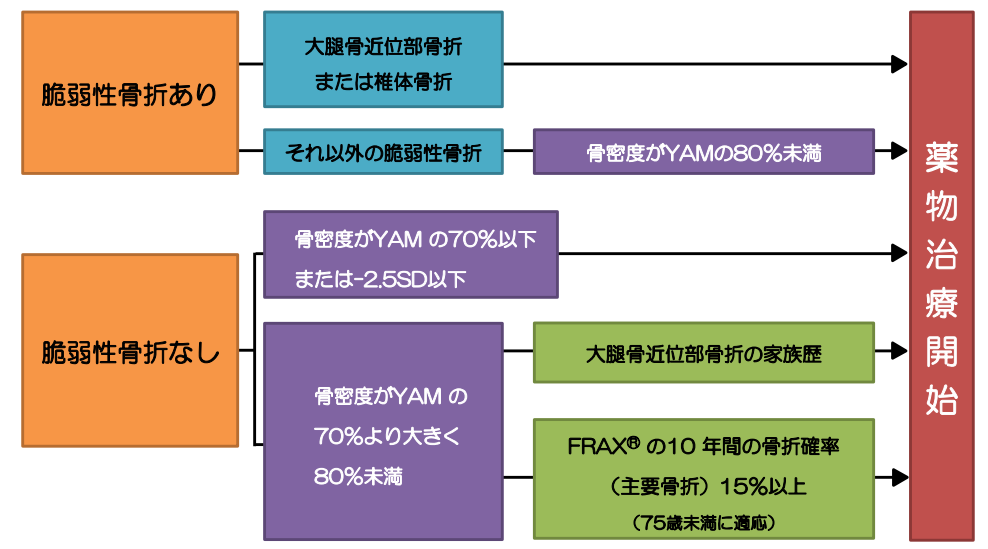 脆弱性骨折あり
大腿骨近位部骨折
または椎体骨折
それ以外の脆弱性骨折
骨密度がYAMの80%未満
脆弱性骨折なし
骨密度がYAM の70%以下
または-2.5SD以下
骨密度がYAM の
70%より大きく
80%未満
大腿骨近位部骨折の家族歴
FRAX® の10 年間の骨折確率
（主要骨折）15%以上
（75歳未満に適応）
薬物治療開始